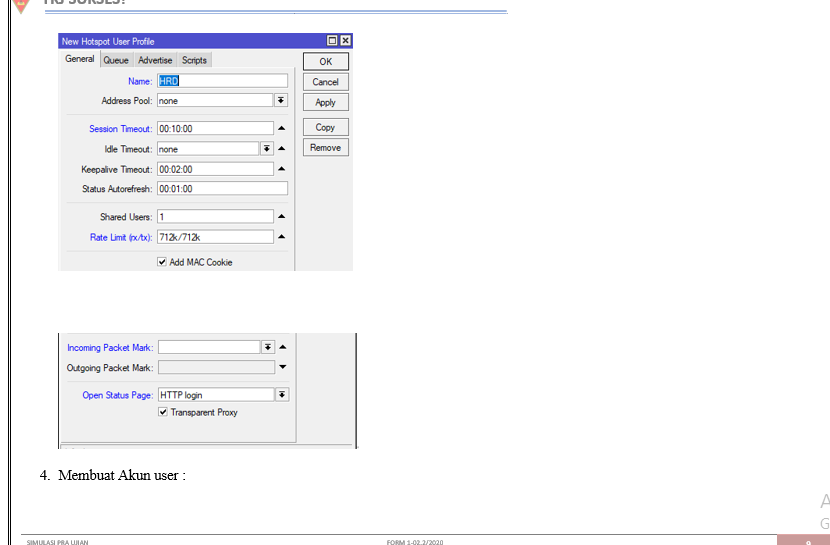 New Hotspot User Profile
General Queue Advertise Scripts
OK
Name: HRD
Cancel
Address Pool: none
Apply
Session Timeout: 00:10:00
Copy
Idle Timeout: none
Remove
Keepalive Timeout: 00:02:00
Status Autorefresh: 00:01:00
Shared Users: 1
Rate Limit (rx/tx): 712k/712k
Add MAC Cookie
Incoming Packet Mark:
Outgoing Packet Mark:
Open Status Page: HTTP login
Transparent Proxy
4. Membuat Akun user :
SIMULASI PRA UJIAN FORM 1-02.2/2020